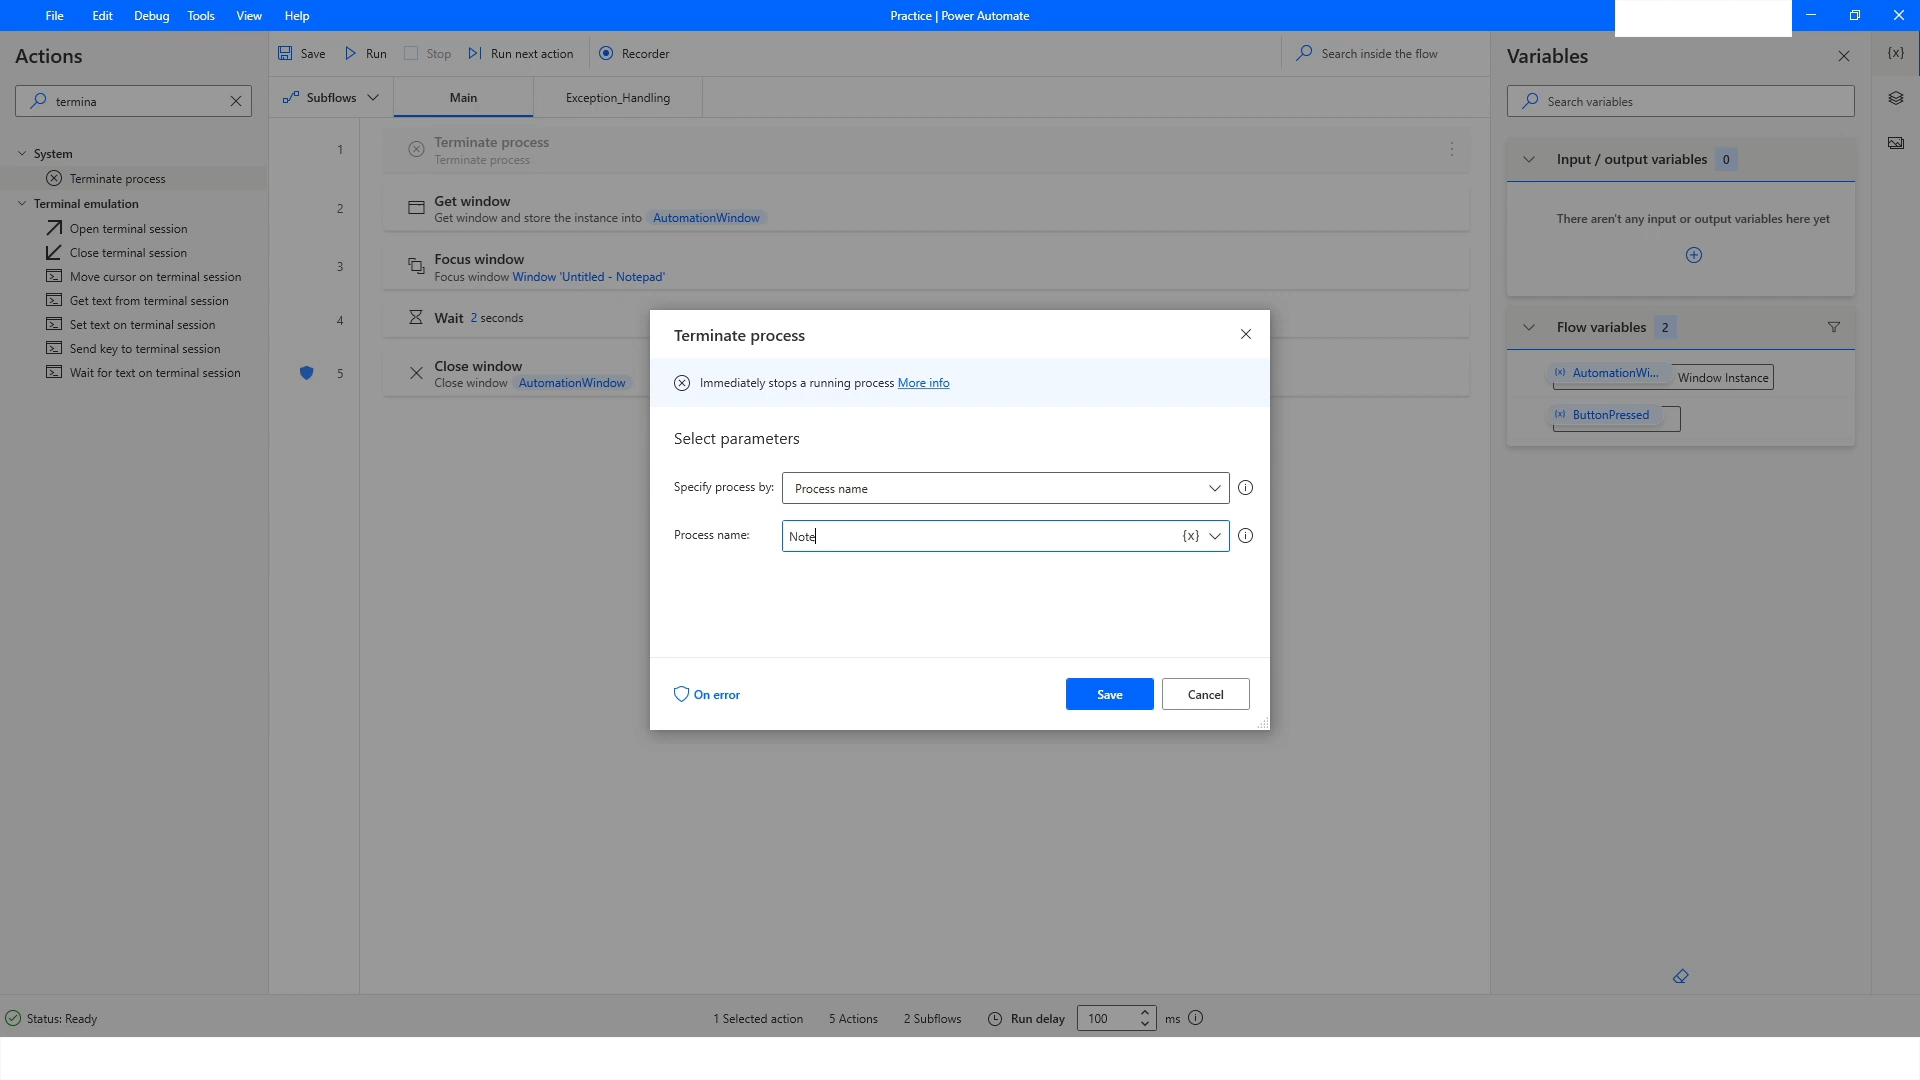 File Edit Debug Tools View Help Practice | Power Automate
Actions
termina
System
Terminate process
Terminal emulation
Open terminal session
Close terminal session
Move cursor on terminal session
Get text from terminal session
Set text on terminal session
Send key to terminal session
Wait for text on terminal session
Save Run Stop Run next action Recorder Search inside the flow
Subflows Main Exception_Handling
1 Terminate process
Terminate process
2 Get window
Get window and store the instance into AutomationWindow
3 Focus window
Focus window Window 'Untitled - Notepad'
4 Wait 2 seconds
5 Close window
Close window AutomationWindow
Terminate process
Immediately stops a running process More info
Select parameters
Specify process by: Process name
Process name: Note {x}
On error Save Cancel
Variables
{x}
Search variables
Input / output variables 0
There aren't any input or output variables here yet
Flow variables 2
(x) AutomationWi... Window Instance
(x) ButtonPressed
Status: Ready 1 Selected action 5 Actions 2 Subflows Run delay 100 ms